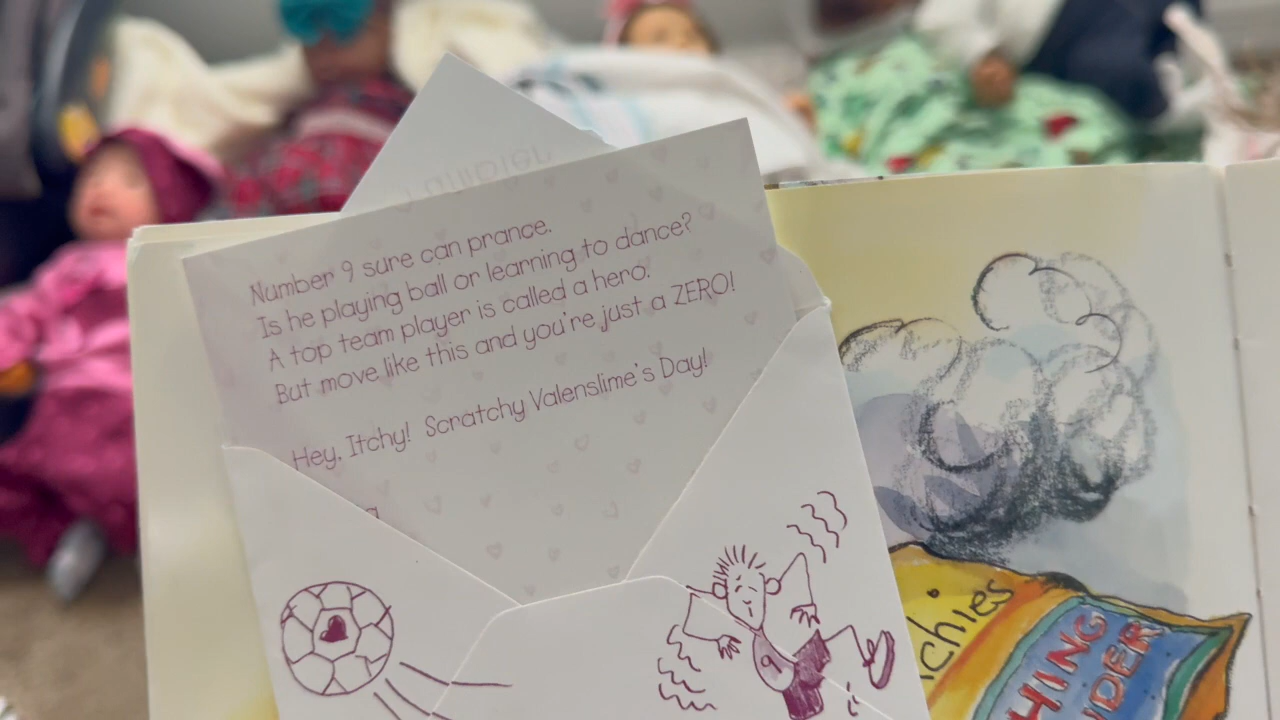 Number 9 sure can prance.
Is he playing ball or learning to dance?
A top team player is called a hero.
But move like this and you're just a ZERO!
Hey, Itchy! Scratchy Valenslime's Day!
9
chies
HING
DER